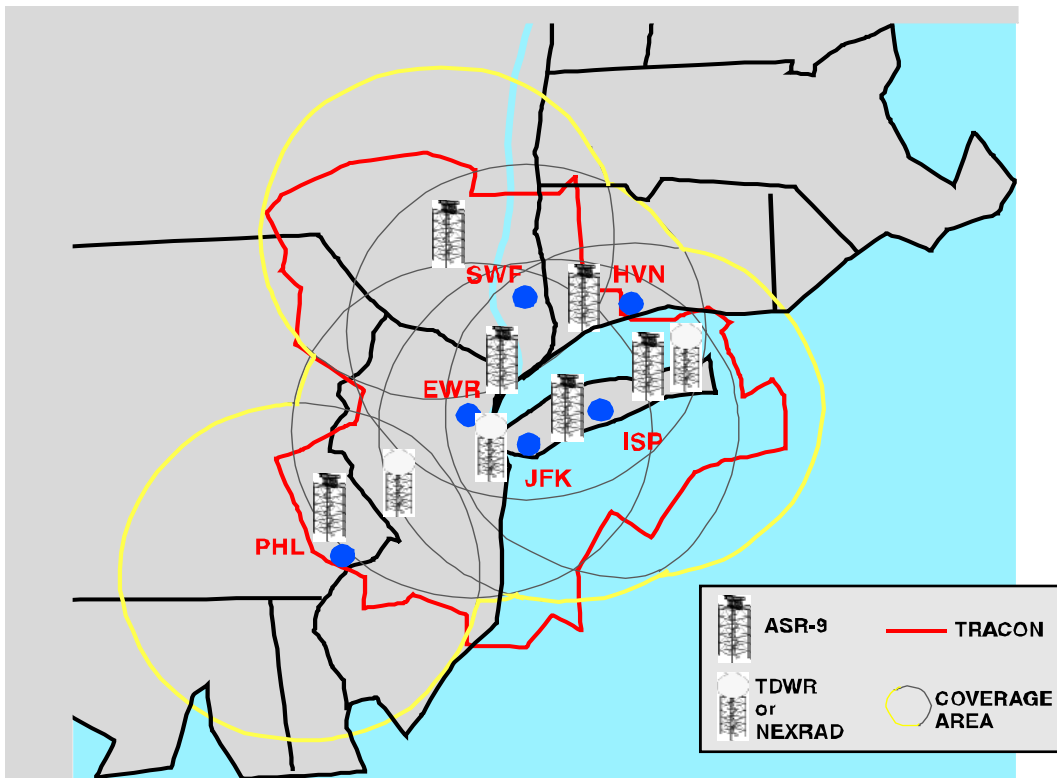 SWF
HVN
EWR
ISP
JFK
PHL
ASR-9
TRACON
TDWR
or
NEXRAD
COVERAGE
AREA